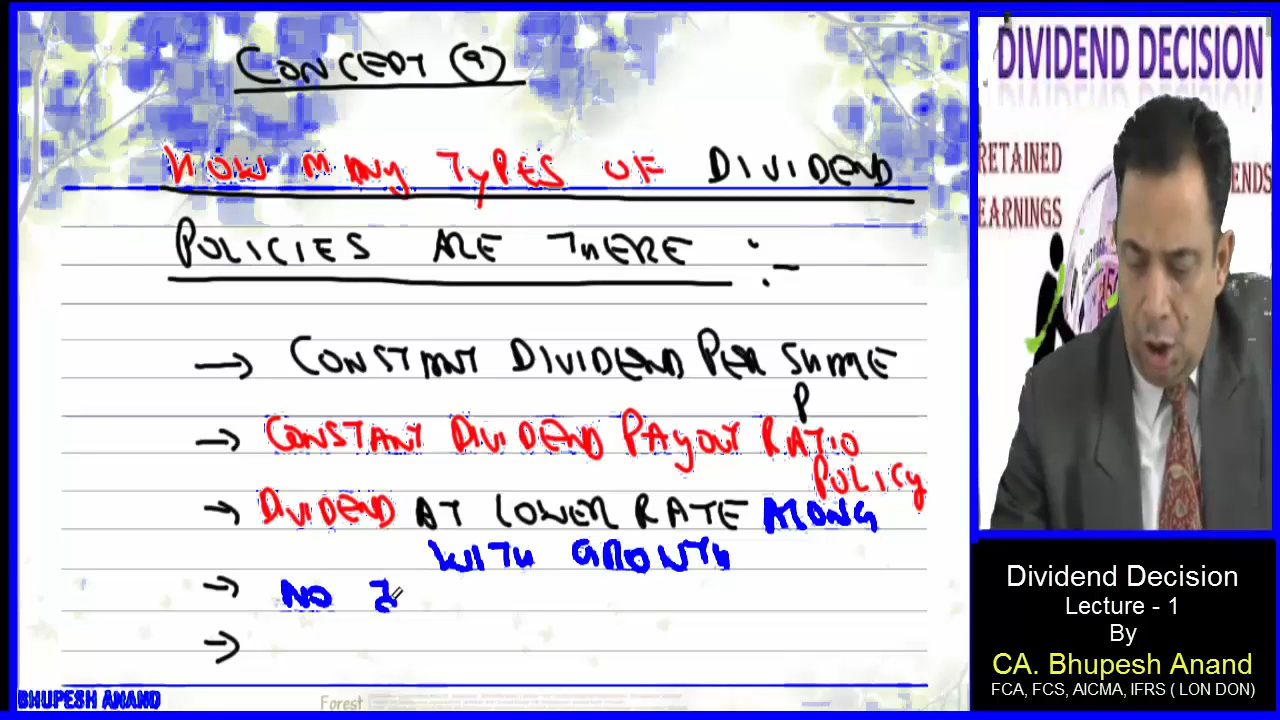 CONCEPT (9)
HOW MANY TYPES OF DIVIDEND
POLICIES ARE THERE :-
→ CONSTANT DIVIDEND PER SHARE
P
→ CONSTANT DIVIDEND PAYOUT RATIO
POLICY
→ DIVIDEND AT LOWER RATE ALONG
WITH GROWTH
→ NO
→
BHUPESH ANAND
Forest
DIVIDEND DECISION
RETAINED
EARNINGS
ENDS
Dividend Decision
Lecture - 1
By
CA. Bhupesh Anand
FCA, FCS, AICMA, IFRS ( LON DON)